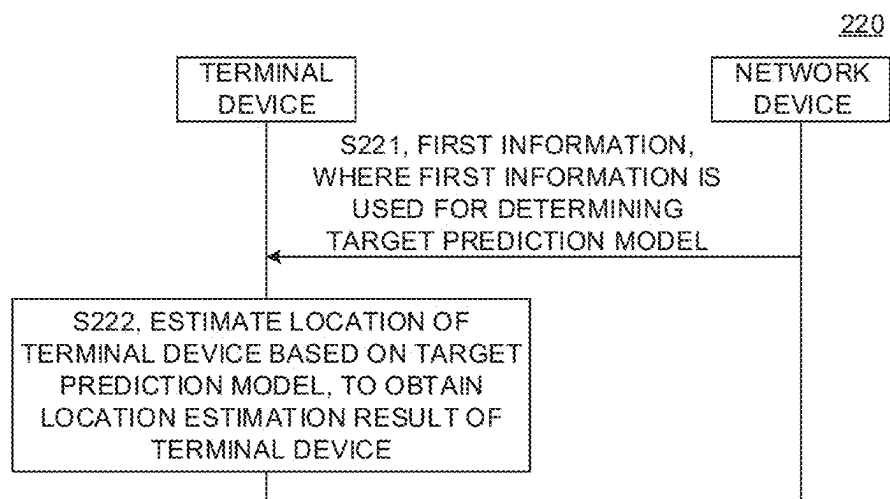 220
TERMINAL
DEVICE
NETWORK
DEVICE
S221, FIRST INFORMATION,
WHERE FIRST INFORMATION IS
USED FOR DETERMINING
TARGET PREDICTION MODEL
S222, ESTIMATE LOCATION OF
TERMINAL DEVICE BASED ON TARGET
PREDICTION MODEL, TO OBTAIN
LOCATION ESTIMATION RESULT OF
TERMINAL DEVICE